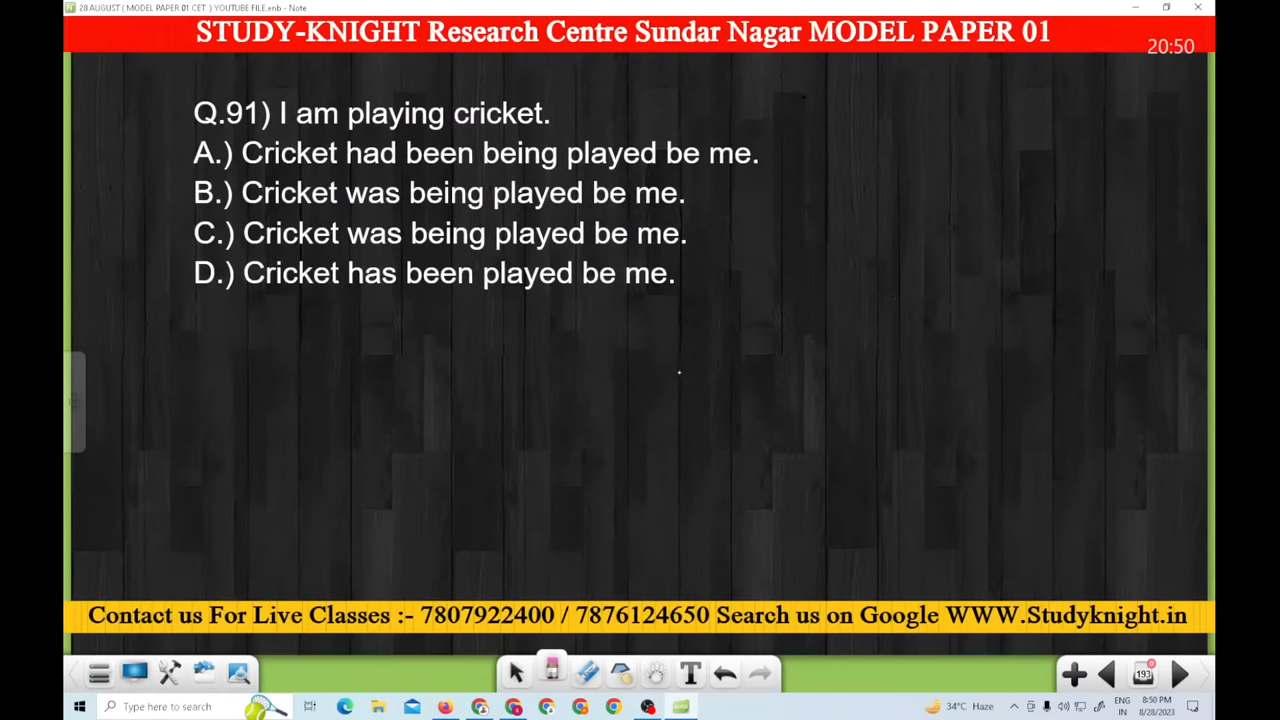 28 AUGUST ( MODEL PAPER 01 CET ) YOUTUBE FILE.enb - Note
STUDY-KNIGHT Research Centre Sundar Nagar MODEL PAPER 01
20:50
Q.91) I am playing cricket.
A.) Cricket had been being played be me.
B.) Cricket was being played be me.
C.) Cricket was being played be me.
D.) Cricket has been played be me.
Contact us For Live Classes :- 7807922400 / 7876124650 Search us on Google WWW.Studyknight.in
193
Type here to search
34°C Haze
ENG
IN
8:50 PM
8/28/2023